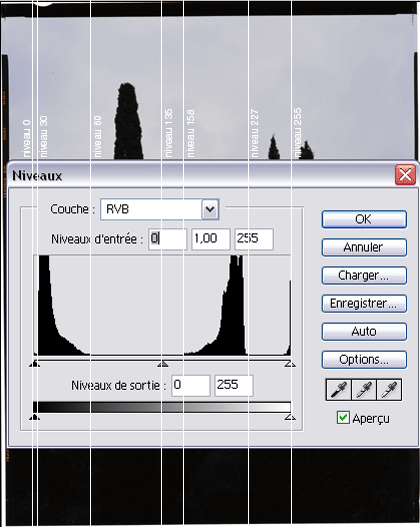 niveau 0
niveau 30
niveau 60
niveau 135
niveau 158
niveau 227
niveau 255
Niveaux
Couche : RVB
Niveaux d'entrée : 0 1,00 255
OK
Annuler
Charger...
Enregistrer...
Auto
Options...
Niveaux de sortie : 0 255
Aperçu